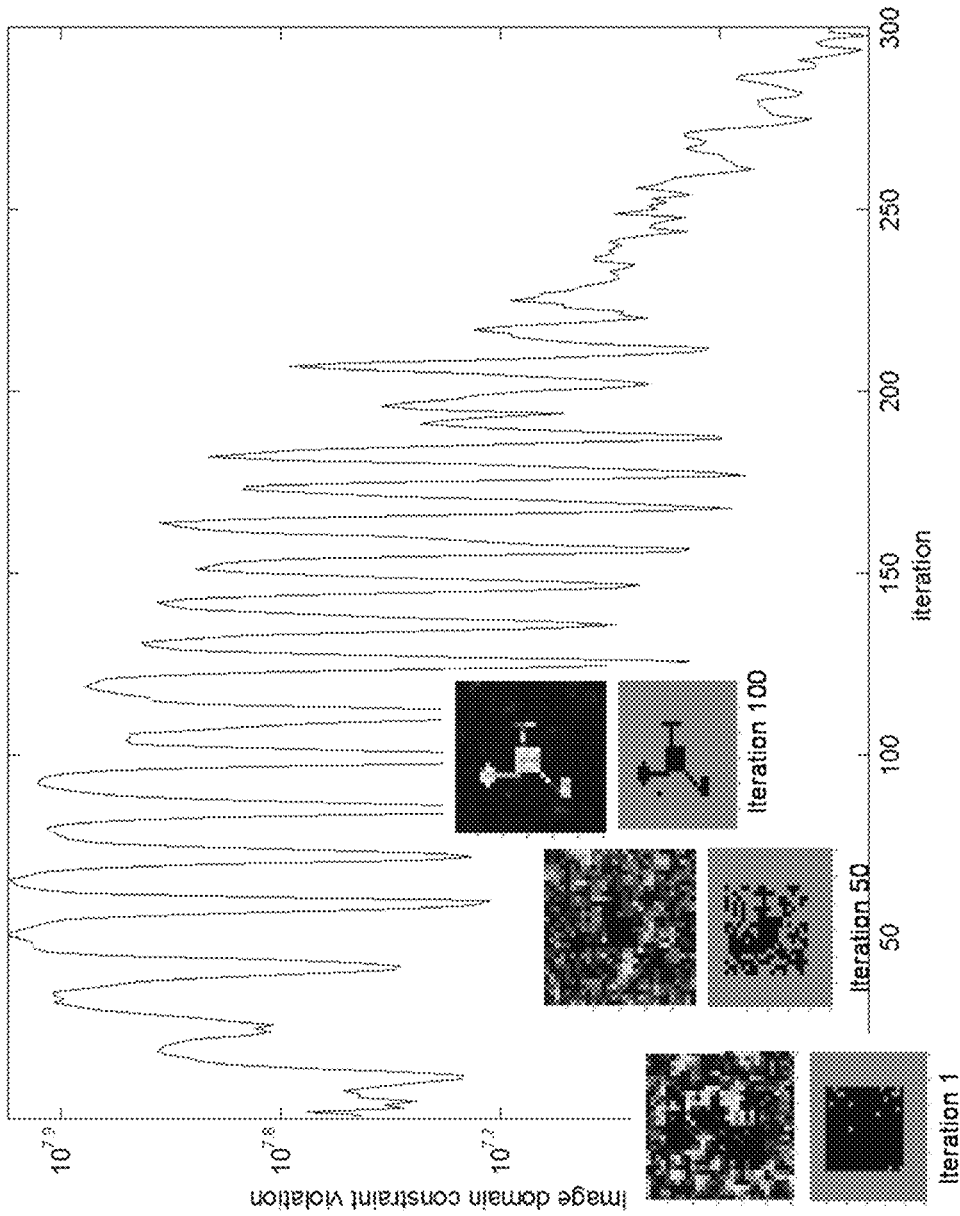 Image domain constraint violation
10^7.9
10^7.8
10^7.2
50
100
150
200
250
300
iteration
Iteration 1
Iteration 50
Iteration 100